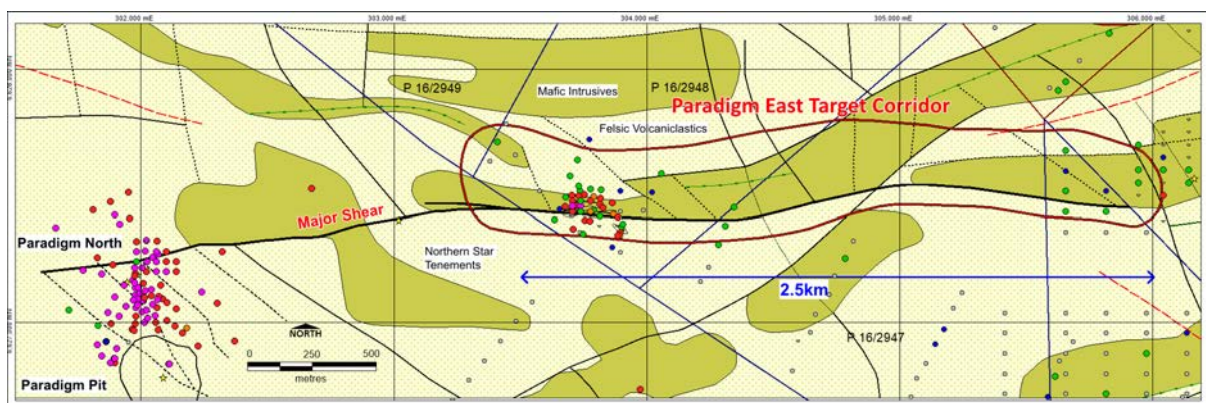 302.000 mE
303.000 mE
304.000 mE
305.000 mE
306.000 mE
P 16/2949
P 16/2948
Mafic Intrusives
Paradigm East Target Corridor
Felsic Volcaniclastics
Major Shear
Paradigm North
Northern Star
Tenements
2.5km
NORTH
P 16/2947
0 250 500
metres
Paradigm Pit